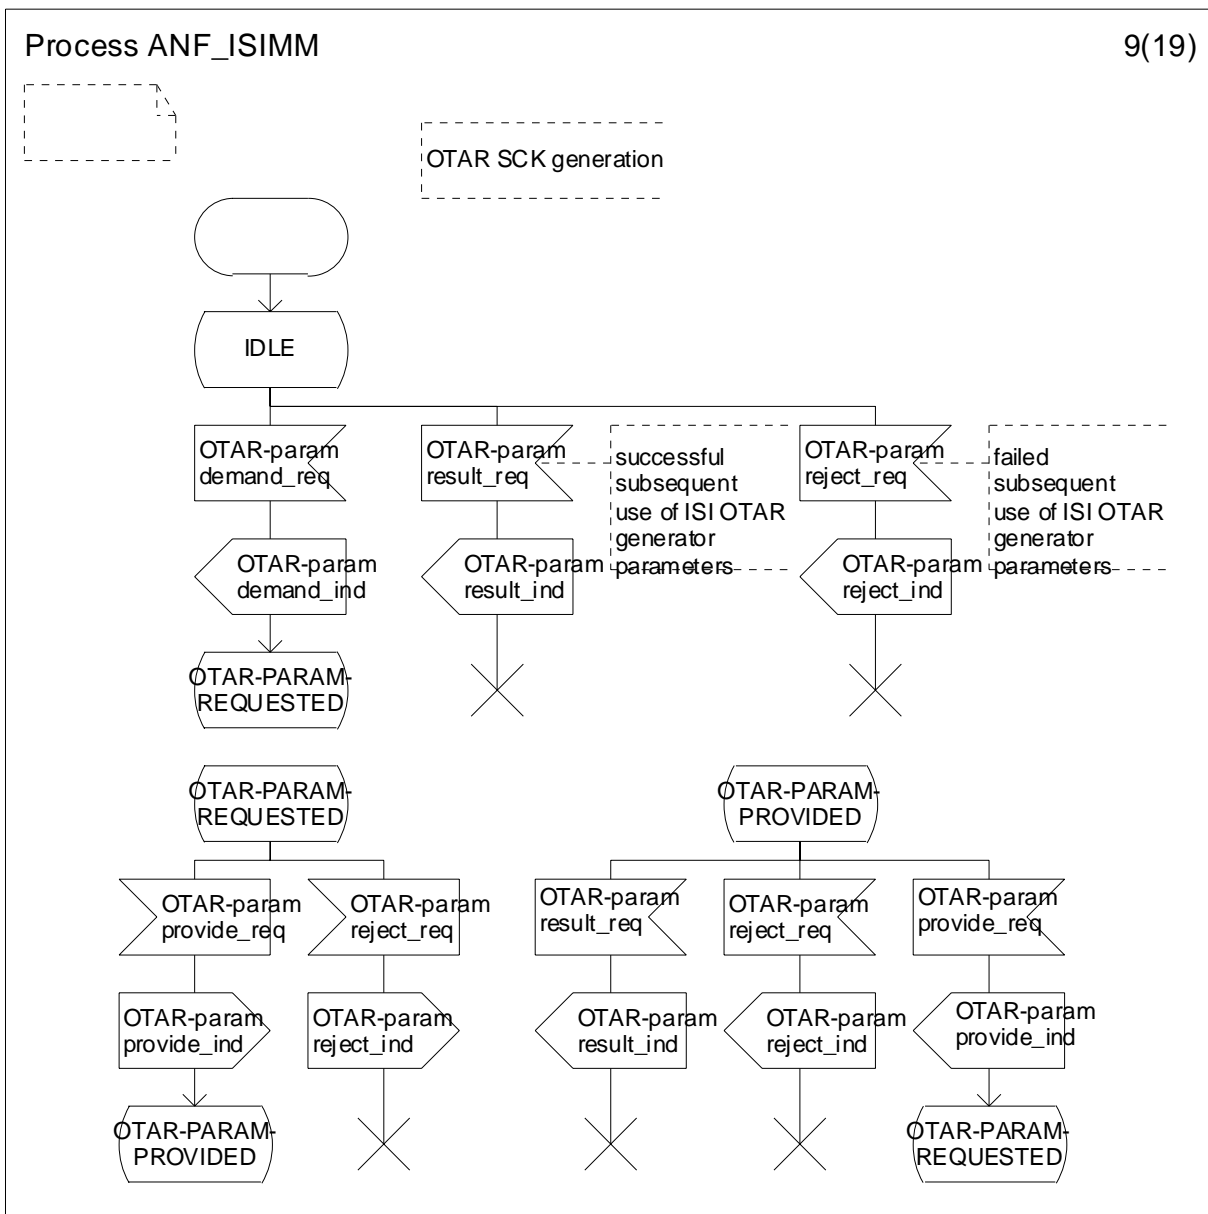 Process ANF_ISIMM
9(19)
OTAR SCK generation
IDLE
OTAR-param
demand_req
OTAR-param
result_req
successful
subsequent
use of ISI OTAR
generator
parameters
OTAR-param
reject_req
failed
subsequent
use of ISI OTAR
generator
parameters
OTAR-param
demand_ind
OTAR-param
result_ind
OTAR-param
reject_ind
OTAR-PARAM-
REQUESTED
OTAR-PARAM-
REQUESTED
OTAR-PARAM-
PROVIDED
OTAR-param
provide_req
OTAR-param
reject_req
OTAR-param
result_req
OTAR-param
reject_req
OTAR-param
provide_req
OTAR-param
provide_ind
OTAR-param
reject_ind
OTAR-param
result_ind
OTAR-param
reject_ind
OTAR-param
provide_ind
OTAR-PARAM-
PROVIDED
OTAR-PARAM-
REQUESTED